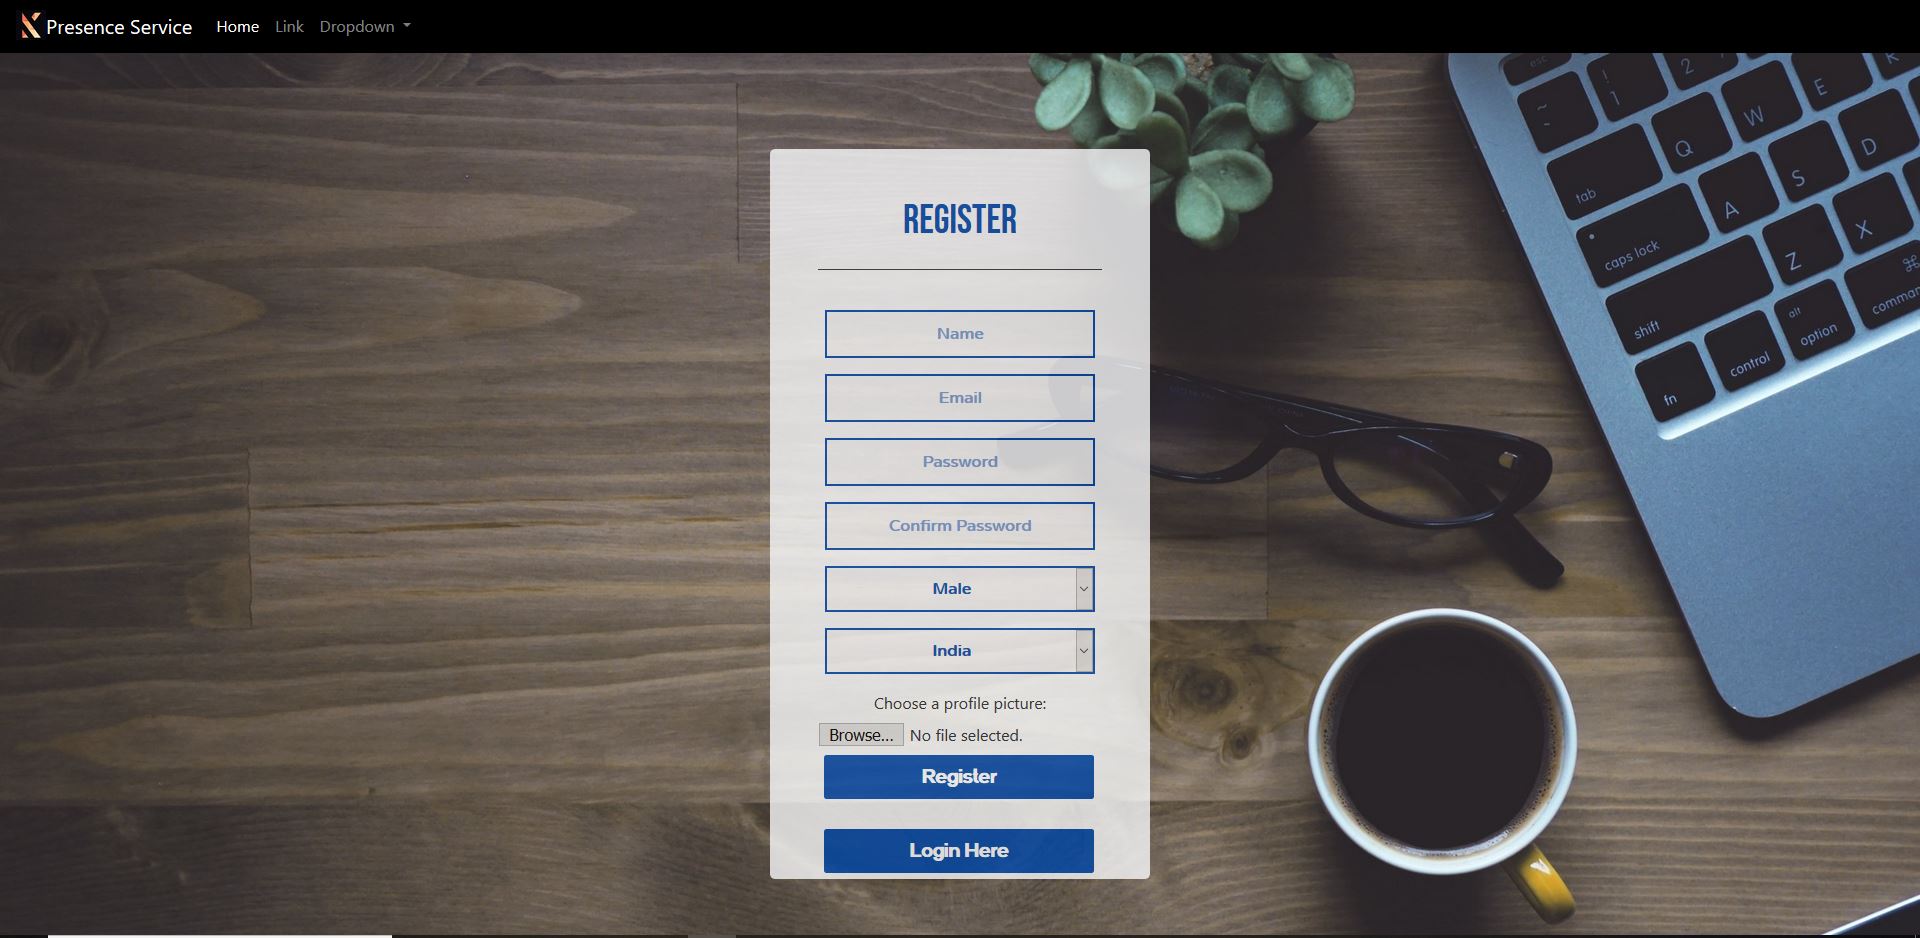 Presence Service Home Link Dropdown
REGISTER
Name
Email
Password
Confirm Password
Male
India
Choose a profile picture:
Browse... No file selected.
Register
Login Here
esc
~ ! 1 2
` tab Q W E R
caps lock A S D
shift Z X
fn control alt option ⌘ comman